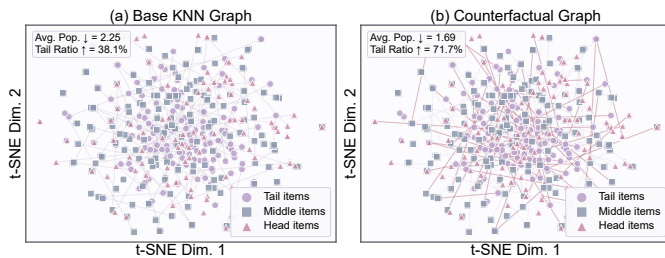 (a) Base KNN Graph
Avg. Pop. ↓ = 2.25
Tail Ratio ↑ = 38.1%
t-SNE Dim. 2
Tail items
Middle items
Head items
t-SNE Dim. 1
(b) Counterfactual Graph
Avg. Pop. ↓ = 1.69
Tail Ratio ↑ = 71.7%
t-SNE Dim. 2
Tail items
Middle items
Head items
t-SNE Dim. 1